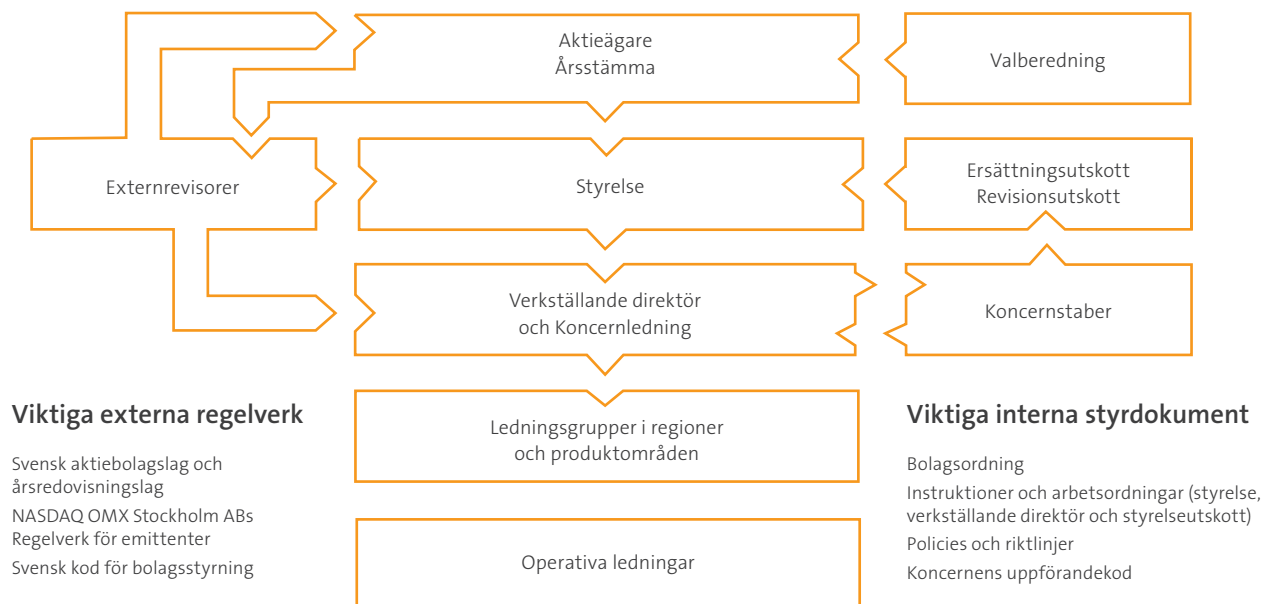 Aktieägare
Årsstämma
Valberedning
Externrevisorer
Styrelse
Ersättningsutskott
Revisionsutskott
Verkställande direktör
och Koncernledning
Koncernstaber
Ledningsgrupper i regioner
och produktområden
Operativa ledningar
Viktiga externa regelverk
Svensk aktiebolagslag och
årsredovisningslag
NASDAQ OMX Stockholm ABs
Regelverk för emittenter
Svensk kod för bolagsstyrning
Viktiga interna styrdokument
Bolagsordning
Instruktioner och arbetsordningar (styrelse,
verkställande direktör och styrelseutskott)
Policies och riktlinjer
Koncernens uppförandekod